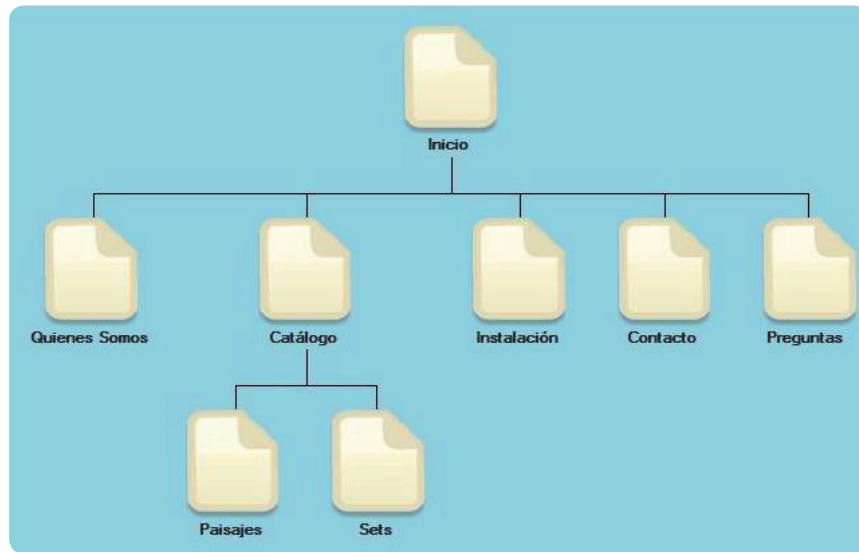 Inicio
Quienes Somos
Catálogo
Instalación
Contacto
Preguntas
Paisajes
Sets